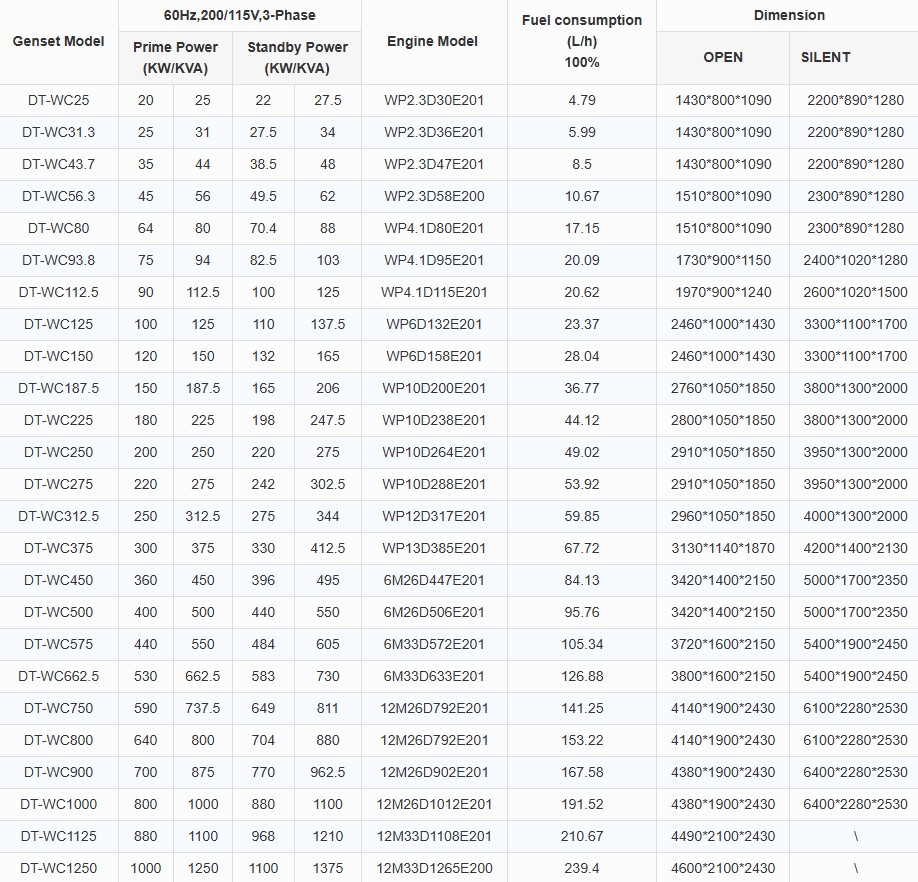 Genset Model 60Hz,200/115V,3-Phase Engine Model Fuel consumption (L/h) 100% Dimension
Prime Power (KW/KVA) Standby Power (KW/KVA) OPEN SILENT
DT-WC25 20 25 22 27.5 WP2.3D30E201 4.79 1430*800*1090 2200*890*1280
DT-WC31.3 25 31 27.5 34 WP2.3D36E201 5.99 1430*800*1090 2200*890*1280
DT-WC43.7 35 44 38.5 48 WP2.3D47E201 8.5 1430*800*1090 2200*890*1280
DT-WC56.3 45 56 49.5 62 WP2.3D58E200 10.67 1510*800*1090 2300*890*1280
DT-WC80 64 80 70.4 88 WP4.1D80E201 17.15 1510*800*1090 2300*890*1280
DT-WC93.8 75 94 82.5 103 WP4.1D95E201 20.09 1730*900*1150 2400*1020*1280
DT-WC112.5 90 112.5 100 125 WP4.1D115E201 20.62 1970*900*1240 2600*1020*1500
DT-WC125 100 125 110 137.5 WP6D132E201 23.37 2460*1000*1430 3300*1100*1700
DT-WC150 120 150 132 165 WP6D158E201 28.04 2460*1000*1430 3300*1100*1700
DT-WC187.5 150 187.5 165 206 WP10D200E201 36.77 2760*1050*1850 3800*1300*2000
DT-WC225 180 225 198 247.5 WP10D238E201 44.12 2800*1050*1850 3800*1300*2000
DT-WC250 200 250 220 275 WP10D264E201 49.02 2910*1050*1850 3950*1300*2000
DT-WC275 220 275 242 302.5 WP10D288E201 53.92 2910*1050*1850 3950*1300*2000
DT-WC312.5 250 312.5 275 344 WP12D317E201 59.85 2960*1050*1850 4000*1300*2000
DT-WC375 300 375 330 412.5 WP13D385E201 67.72 3130*1140*1870 4200*1400*2130
DT-WC450 360 450 396 495 6M26D447E201 84.13 3420*1400*2150 5000*1700*2350
DT-WC500 400 500 440 550 6M26D506E201 95.76 3420*1400*2150 5000*1700*2350
DT-WC575 440 550 484 605 6M33D572E201 105.34 3720*1600*2150 5400*1900*2450
DT-WC662.5 530 662.5 583 730 6M33D633E201 126.88 3800*1600*2150 5400*1900*2450
DT-WC750 590 737.5 649 811 12M26D792E201 141.25 4140*1900*2430 6100*2280*2530
DT-WC800 640 800 704 880 12M26D792E201 153.22 4140*1900*2430 6100*2280*2530
DT-WC900 700 875 770 962.5 12M26D902E201 167.58 4380*1900*2430 6400*2280*2530
DT-WC1000 800 1000 880 1100 12M26D1012E201 191.52 4380*1900*2430 6400*2280*2530
DT-WC1125 880 1100 968 1210 12M33D1108E201 210.67 4490*2100*2430 \
DT-WC1250 1000 1250 1100 1375 12M33D1265E200 239.4 4600*2100*2430 \